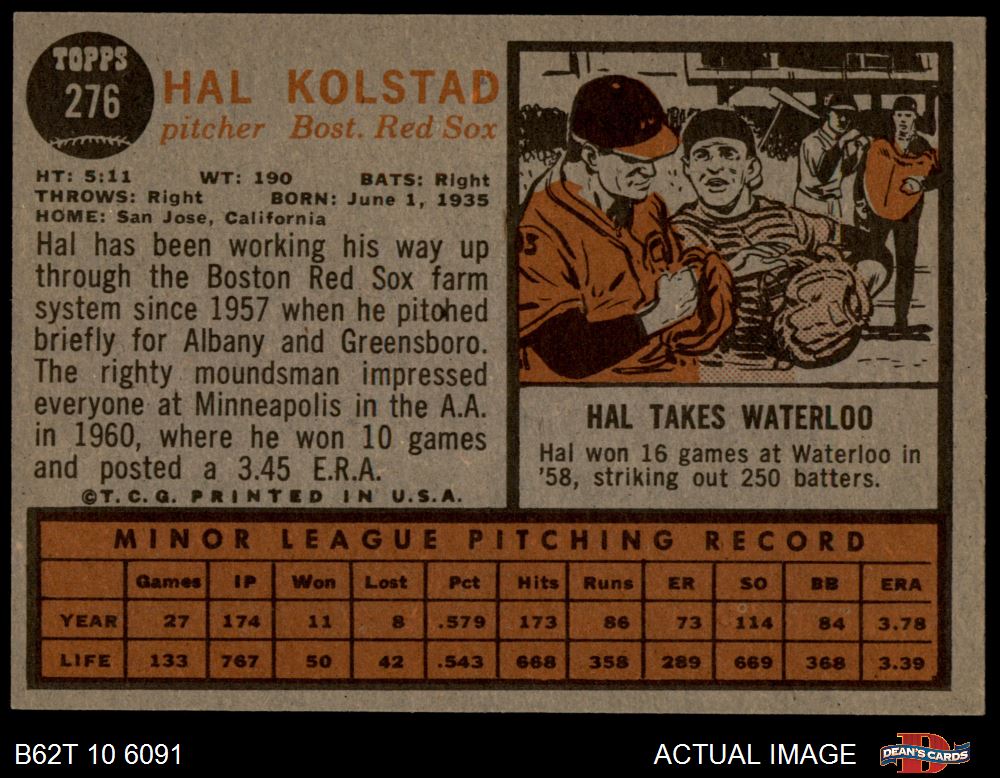 TOPPS
276
HAL KOLSTAD
pitcher Bost. Red Sox
HT: 5:11 WT: 190 BATS: Right
THROWS: Right BORN: June 1, 1935
HOME: San Jose, California
Hal has been working his way up
through the Boston Red Sox farm
system since 1957 when he pitched
briefly for Albany and Greensboro.
The righty moundsman impressed
everyone at Minneapolis in the A.A.
in 1960, where he won 10 games
and posted a 3.45 E.R.A.
©T.C.G. PRINTED IN U.S.A.
HAL TAKES WATERLOO
Hal won 16 games at Waterloo in
'58, striking out 250 batters.
MINOR LEAGUE PITCHING RECORD
Games IP Won Lost Pct Hits Runs ER SO BB ERA
YEAR 27 174 11 8 .579 173 86 73 114 84 3.78
LIFE 133 767 50 42 .543 668 358 289 669 368 3.39
B62T 10 6091
ACTUAL IMAGE
DEAN'S CARDS